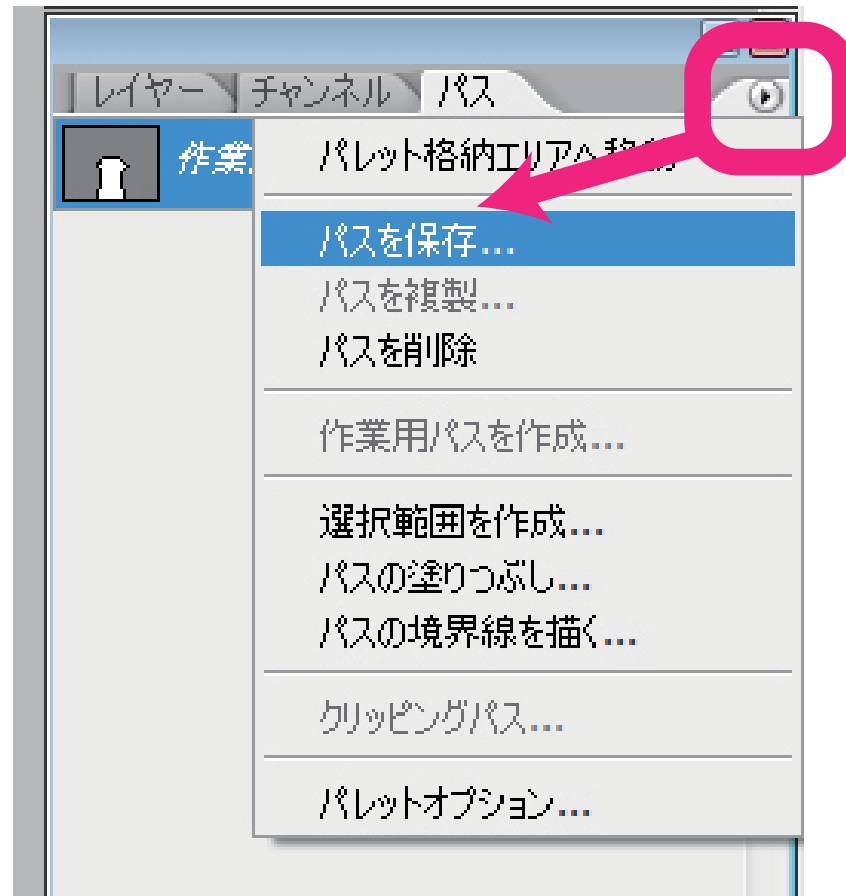 レイヤー チャンネル パス
作業
パレット格納エリアへ移動
パスを保存...
パスを複製...
パスを削除
作業用パスを作成...
選択範囲を作成...
パスの塗りつぶし...
パスの境界線を描く...
クリッピングパス...
パレットオプション...